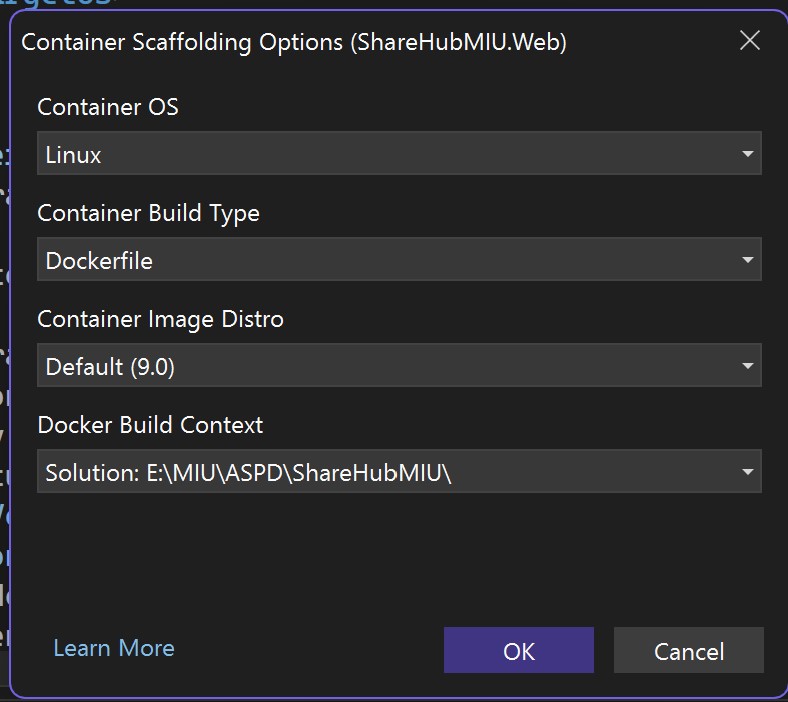 Container Scaffolding Options (ShareHubMIU.Web)
Container OS
Linux
Container Build Type
Dockerfile
Container Image Distro
Default (9.0)
Docker Build Context
Solution: E:\MIU\ASPD\ShareHubMIU\
Learn More
OK
Cancel